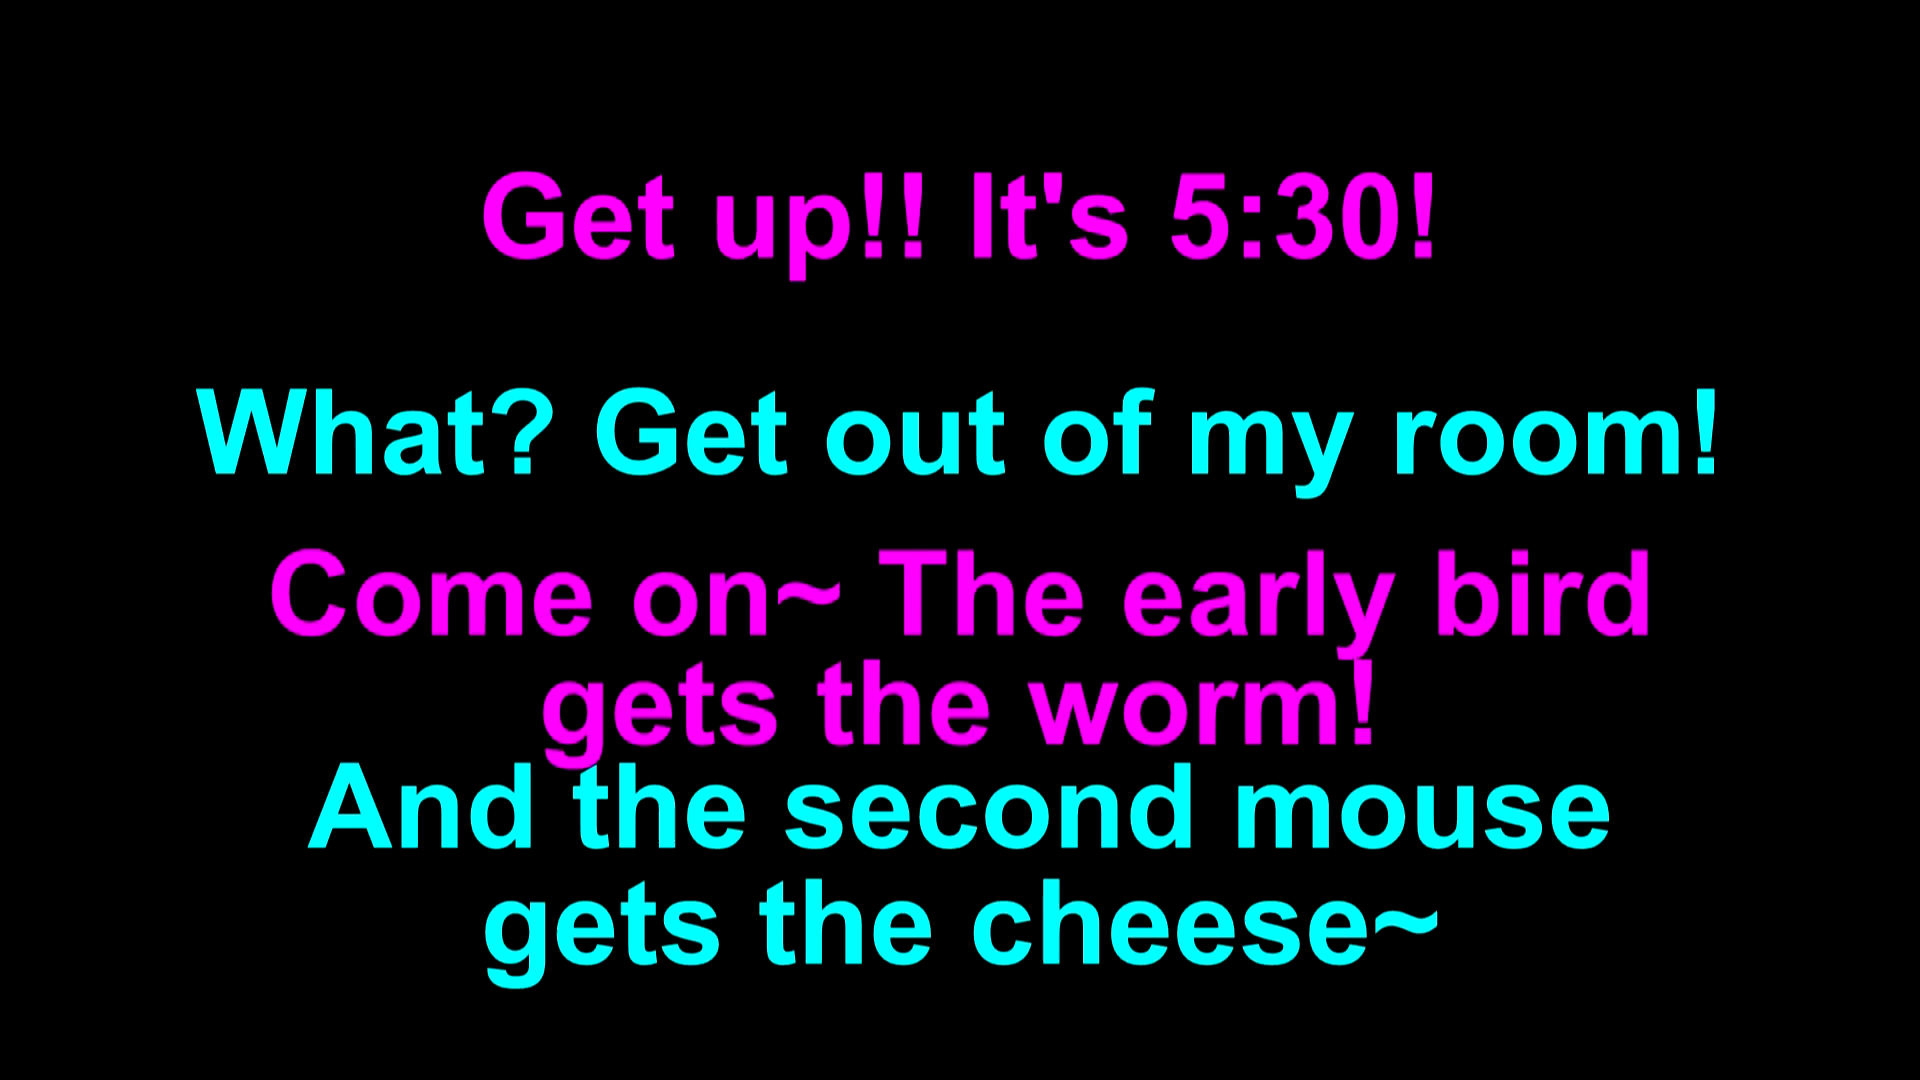 Get up!! It's 5:30!
What? Get out of my room!
Come on~ The early bird
gets the worm!
And the second mouse
gets the cheese~